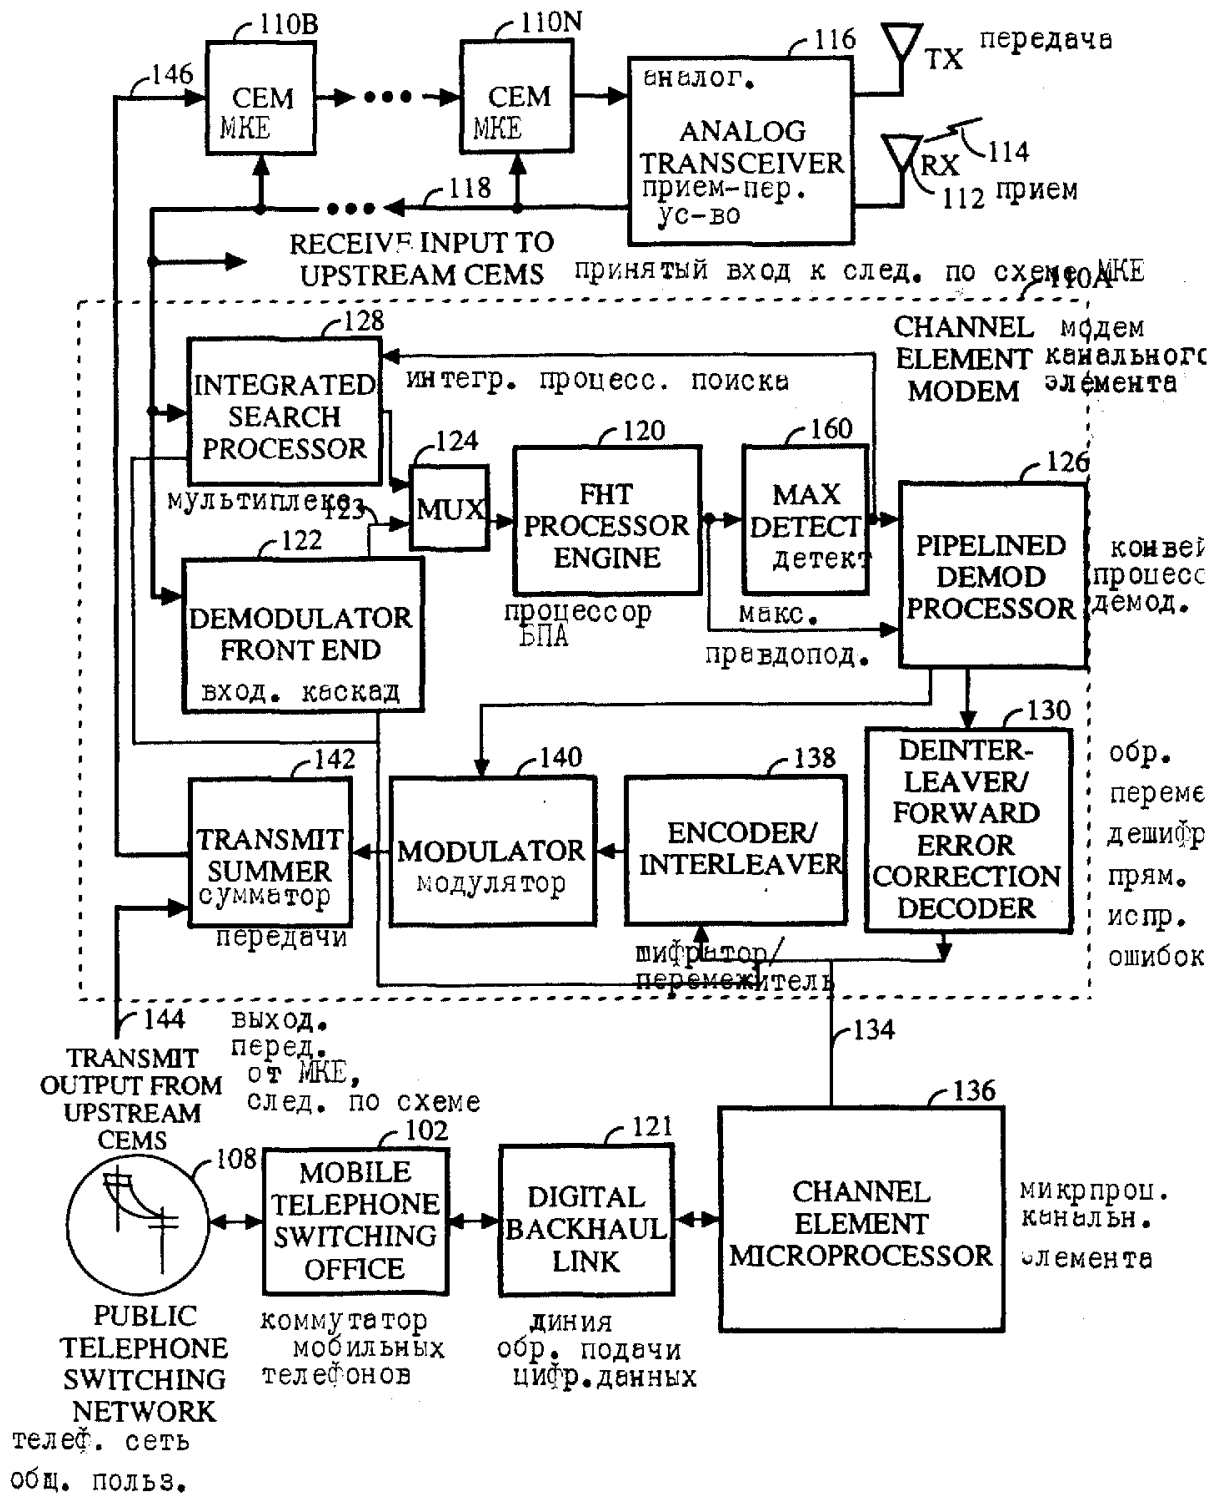 110B
110N
116
TX
передача
146
CEM
МКЕ
CEM
МКЕ
аналог.
ANALOG
TRANSCEIVER
прием-пер.
ус-во
RX
114
112
прием
118
RECEIVE INPUT TO
UPSTREAM CEMS
принятый вход к след. по схеме МКЕ
110A
128
CHANNEL
ELEMENT
MODEM
модем
канального
элемента
INTEGRATED
SEARCH
PROCESSOR
интегр. процесс. поиска
124
120
160
126
мультиплекс.
123
MUX
FHT
PROCESSOR
ENGINE
MAX
DETECT
детект
PIPELINED
DEMOD
PROCESSOR
конвей
процесс
демод.
122
DEMODULATOR
FRONT END
вход. каскад
процессор
БПА
макс.
правдопод.
130
142
140
138
DEINTER-
LEAVER/
FORWARD
ERROR
CORRECTION
DECODER
обр.
переме
дешифр
прям.
испр.
ошибок
TRANSMIT
SUMMER
сумматор
передачи
MODULATOR
модулятор
ENCODER/
INTERLEAVER
шифратор/
перемежитель
144
134
TRANSMIT
OUTPUT FROM
UPSTREAM
CEMS
выход.
перед.
от МКЕ,
след. по схеме
136
102
121
108
MOBILE
TELEPHONE
SWITCHING
OFFICE
DIGITAL
BACKHAUL
LINK
CHANNEL
ELEMENT
MICROPROCESSOR
микрпроц.
канальн.
элемента
PUBLIC
TELEPHONE
SWITCHING
NETWORK
коммутатор
мобильных
телефонов
линия
обр. подачи
цифр.данных
телеф. сеть
общ. польз.